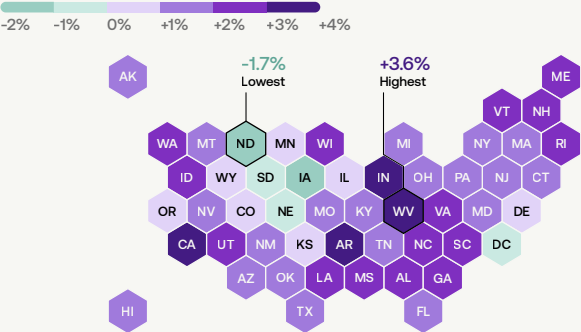 -2% -1% 0% +1% +2% +3% +4%
-1.7% +3.6%
Lowest Highest
AK ME
VT NH
WA MT ND MN WI MI NY MA RI
ID WY SD IA IL IN OH PA NJ CT
OR NV CO NE MO KY WV VA MD DE
CA UT NM KS AR TN NC SC DC
AZ OK LA MS AL GA
HI TX FL